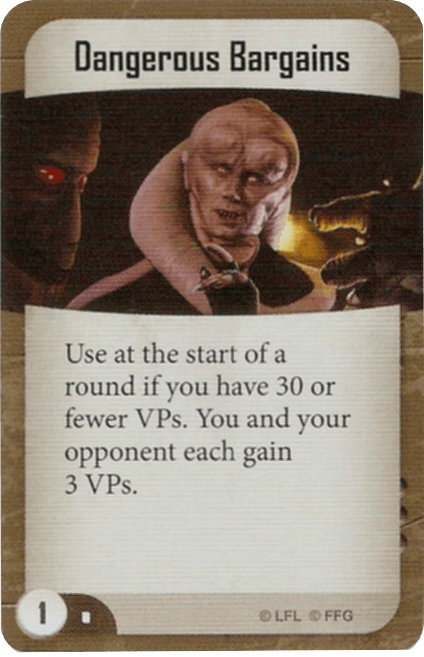 Dangerous Bargains
Use at the start of a
round if you have 30 or
fewer VPs. You and your
opponent each gain
3 VPs.
1
© LFL © FFG